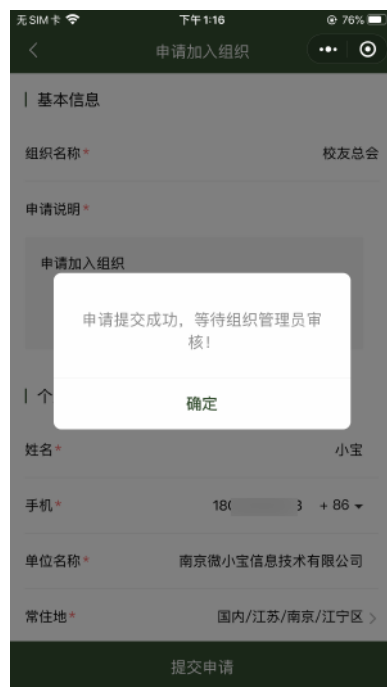 无SIM卡 下午1:16 76%
申请加入组织
基本信息
组织名称* 校友总会
申请说明*
申请加入组织
申请提交成功，等待组织管理员审
核！
确定
个
姓名* 小宝
手机* 180 3 +86
单位名称* 南京微小宝信息技术有限公司
常住地* 国内/江苏/南京/江宁区
提交申请